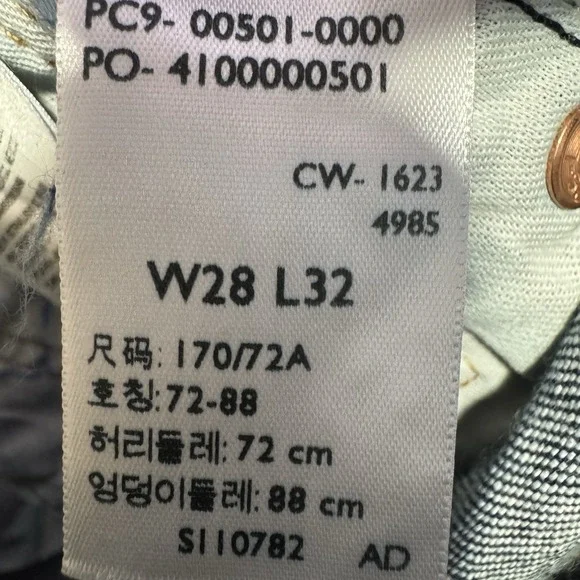 PC9- 00501-0000
PO- 4100000501
CW- 1623
4985
W28 L32
尺码: 170/72A
호칭: 72-88
허리둘레: 72 cm
엉덩이둘레: 88 cm
S110782 AD